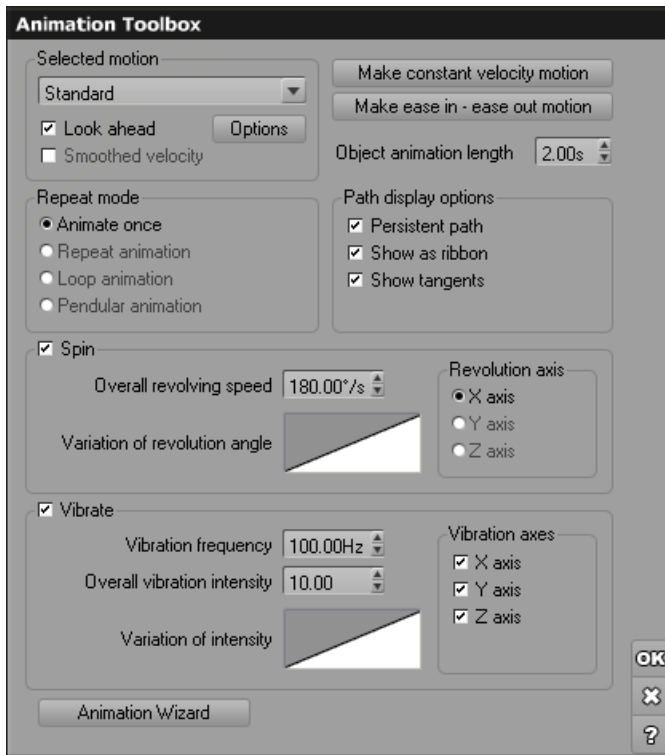 Animation Toolbox
Selected motion
Standard
Look ahead
Options
Smoothed velocity
Make constant velocity motion
Make ease in - ease out motion
Object animation length 2.00s
Repeat mode
Animate once
Repeat animation
Loop animation
Pendular animation
Path display options
Persistent path
Show as ribbon
Show tangents
Spin
Overall revolving speed 180.00°/s
Variation of revolution angle
Revolution axis
X axis
Y axis
Z axis
Vibrate
Vibration frequency 100.00Hz
Overall vibration intensity 10.00
Variation of intensity
Vibration axes
X axis
Y axis
Z axis
Animation Wizard
OK
?